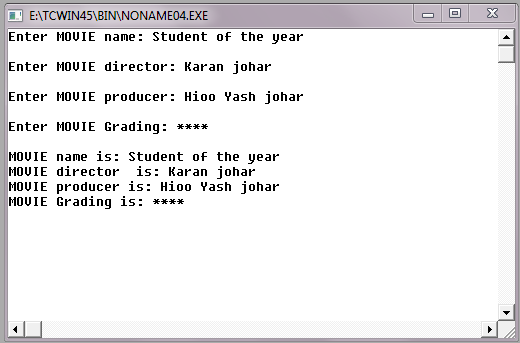 E:\TCWIN45\BIN\NONAME04.EXE
Enter MOVIE name: Student of the year
Enter MOVIE director: Karan johar
Enter MOVIE producer: Hioo Yash johar
Enter MOVIE Grading: ****
MOVIE name is: Student of the year
MOVIE director  is: Karan johar
MOVIE producer is: Hioo Yash johar
MOVIE Grading is: ****